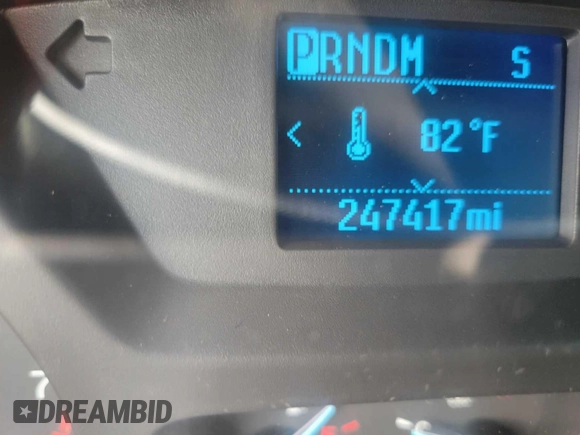 PRNDM S
< 82°F
247417mi
DREAMBID